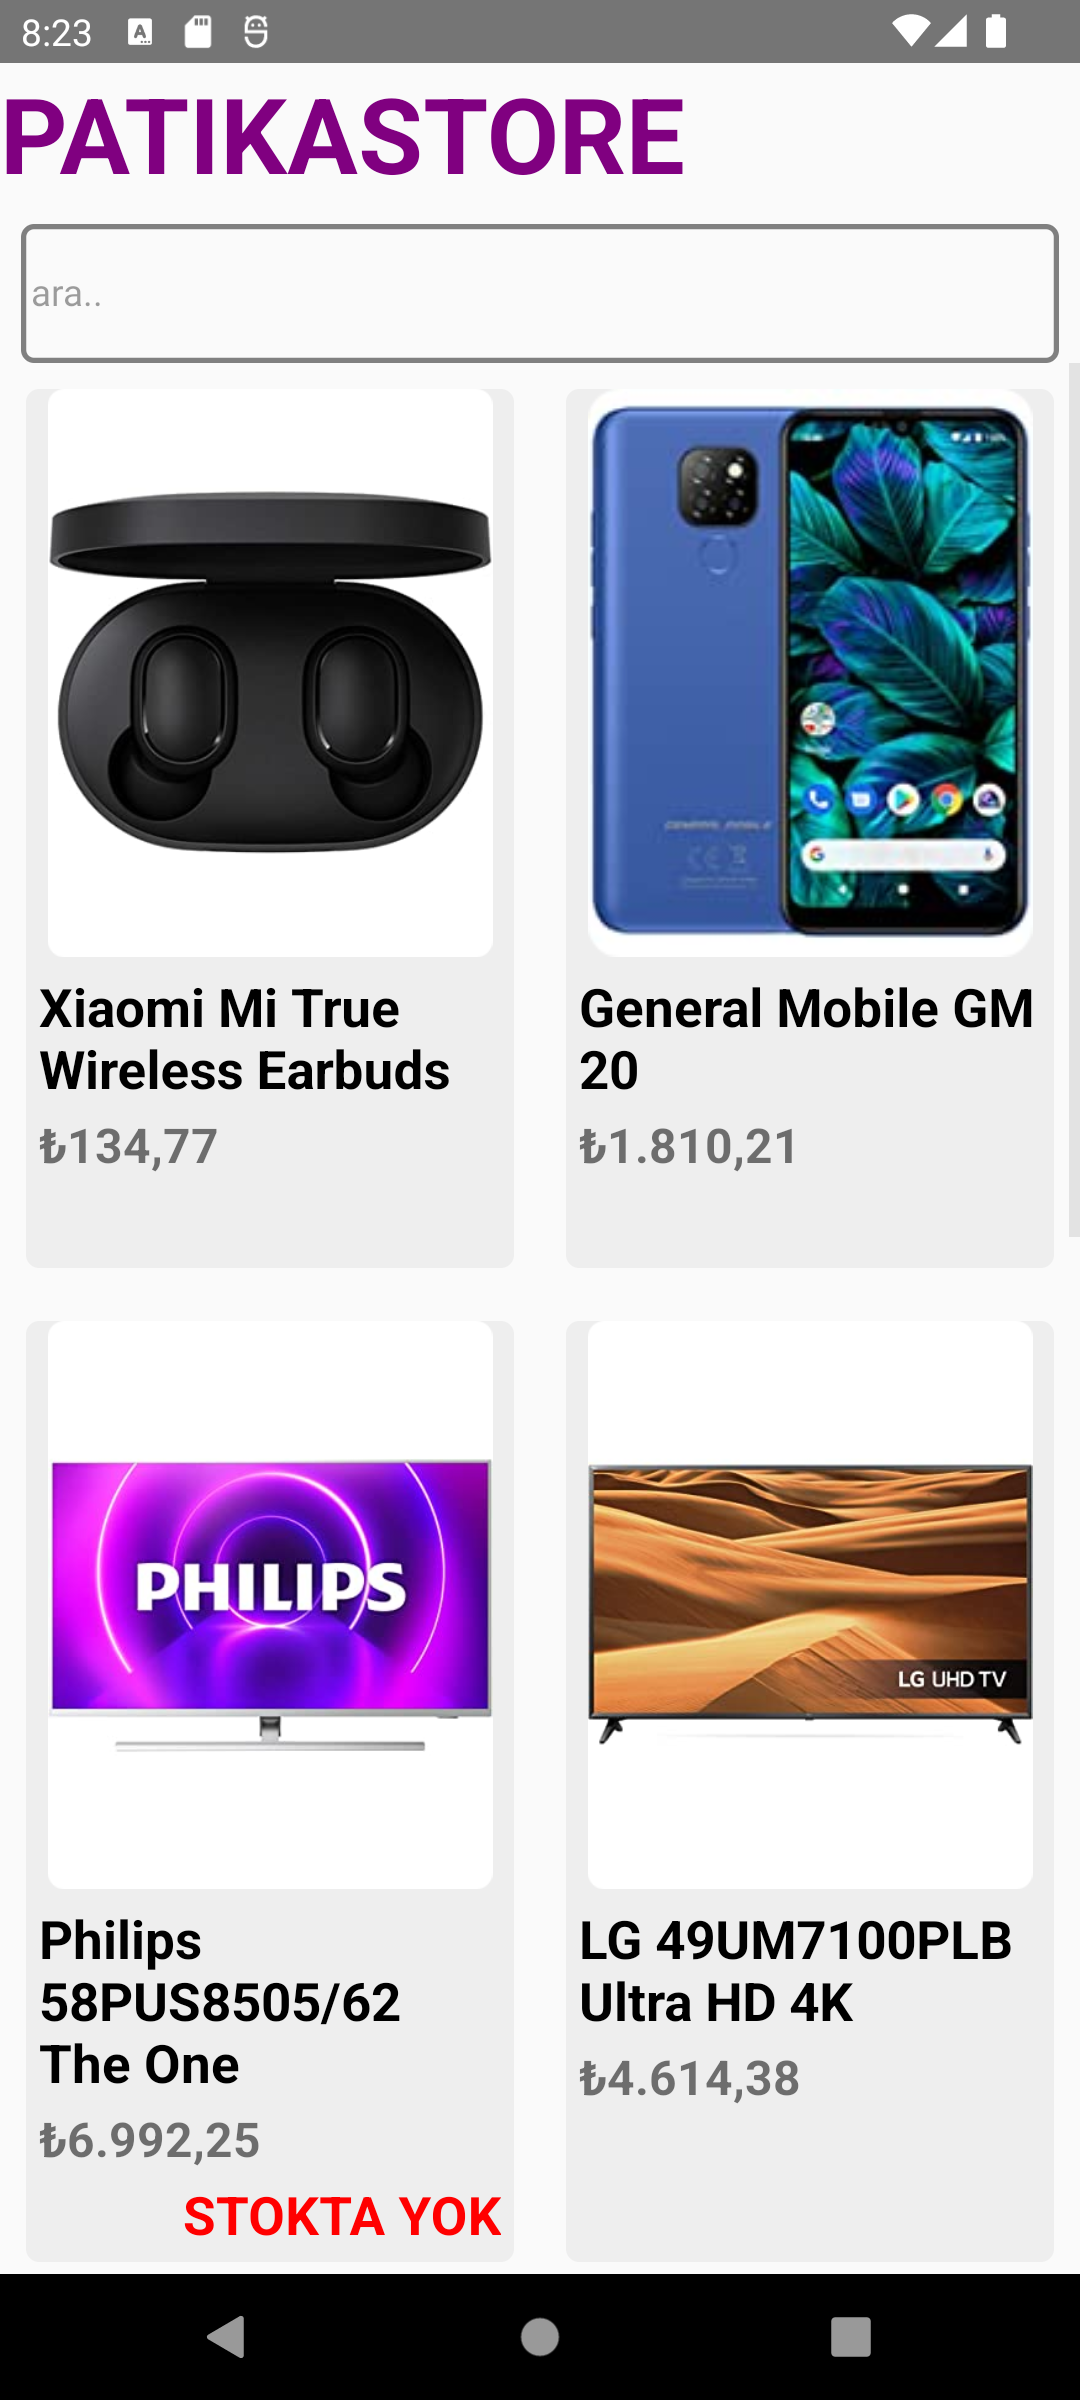 8:23
PATIKASTORE
ara..
Xiaomi Mi True
Wireless Earbuds
₺134,77
GENERAL MOBILE
General Mobile GM
20
₺1.810,21
PHILIPS
Philips
58PUS8505/62
The One
₺6.992,25
STOKTA YOK
LG UHD TV
LG 49UM7100PLB
Ultra HD 4K
₺4.614,38